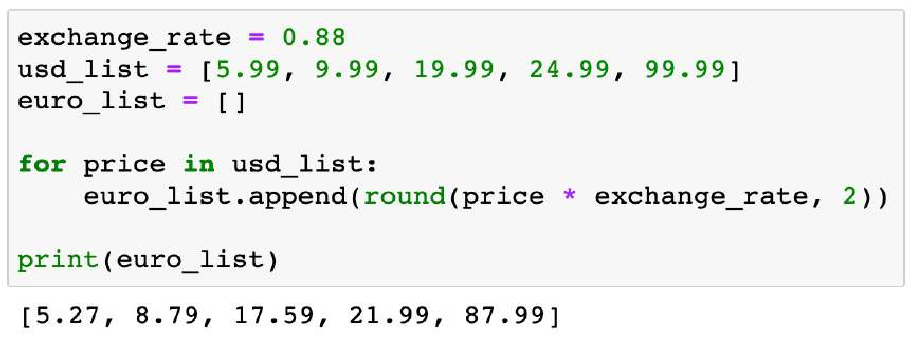 exchange_rate = 0.88
usd_list = [5.99, 9.99, 19.99, 24.99, 99.99]
euro_list = []

for price in usd_list:
    euro_list.append(round(price * exchange_rate, 2))

print(euro_list)
[5.27, 8.79, 17.59, 21.99, 87.99]